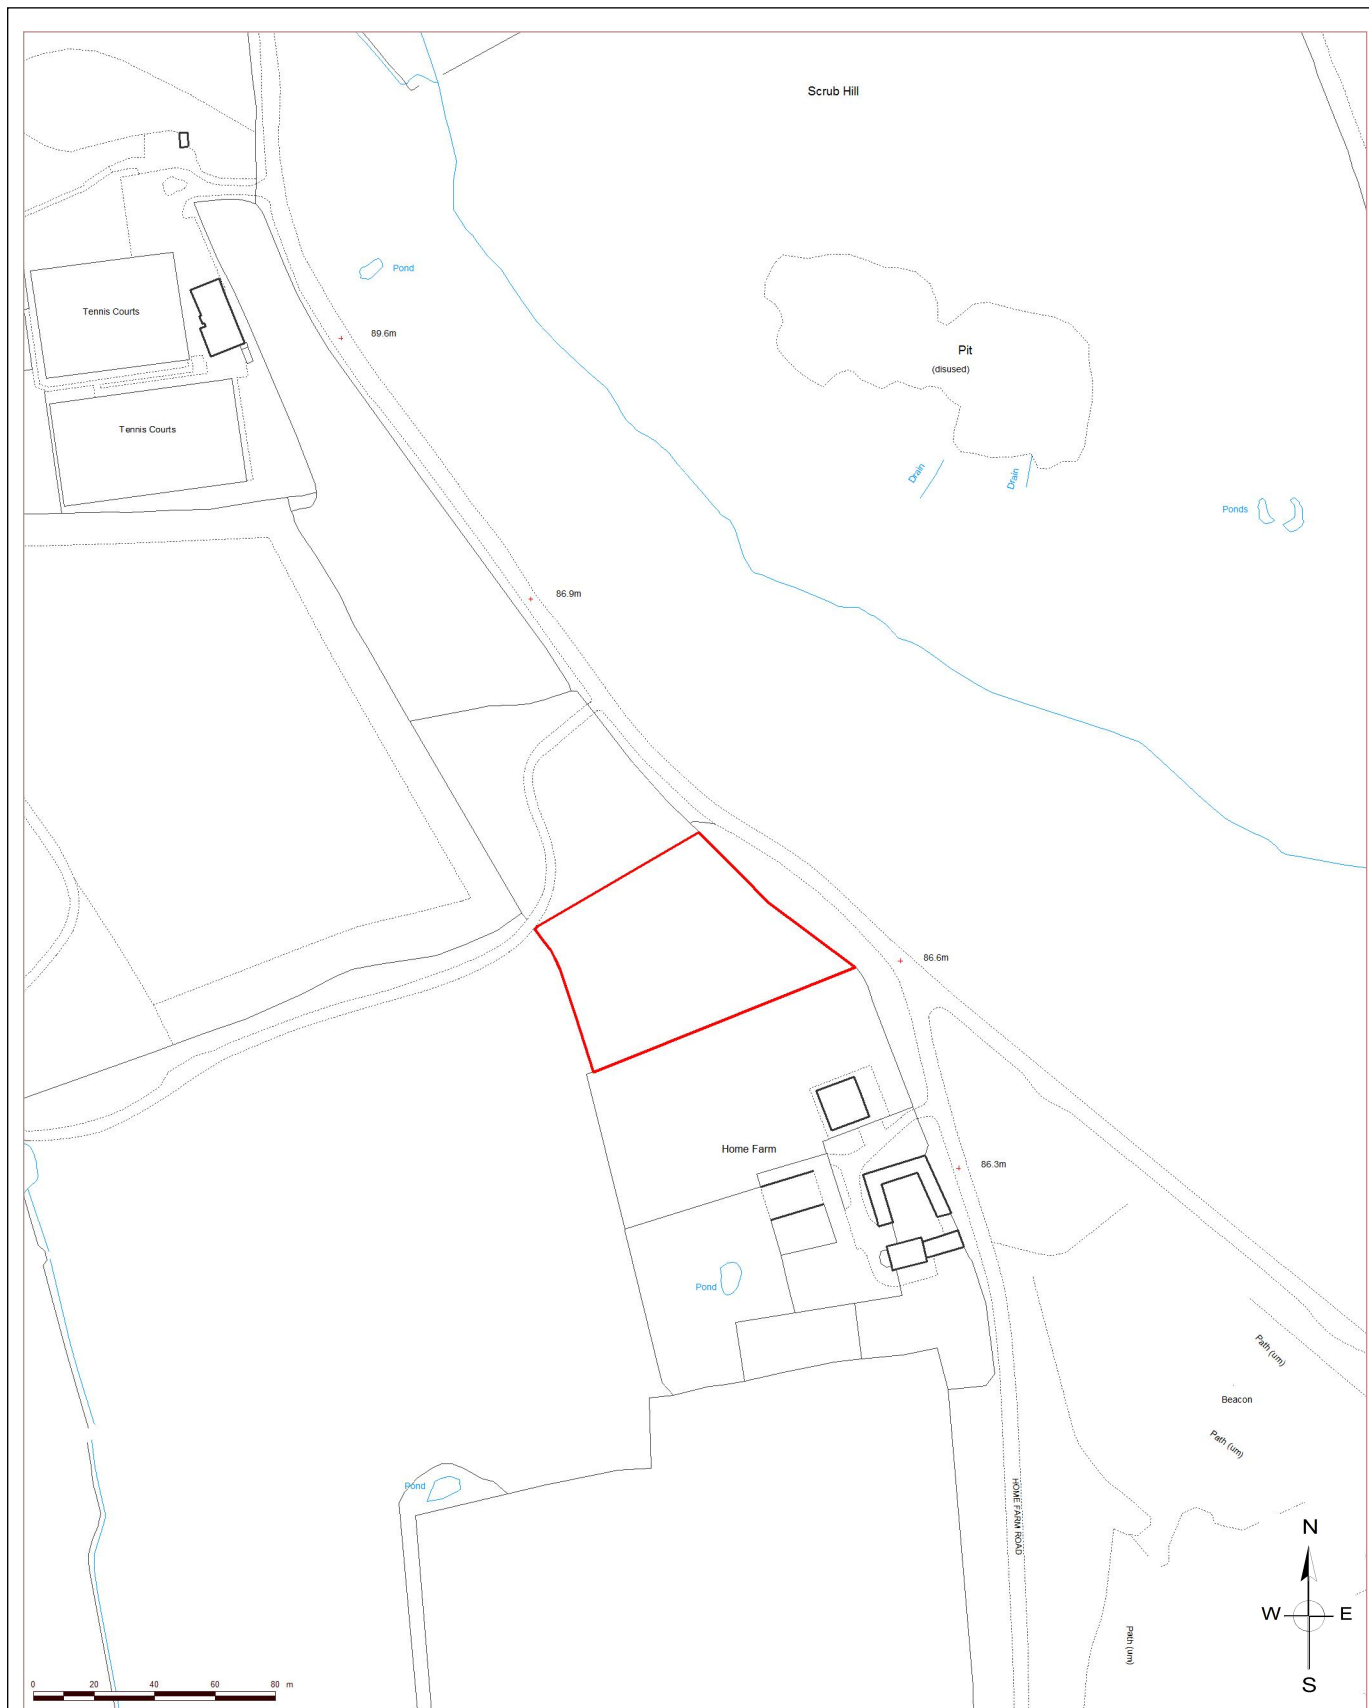 Scrub Hill
Pond
Tennis Courts
89.6m
Pit
(disused)
Tennis Courts
Drain
Drain
Ponds
86.9m
86.6m
Home Farm
86.3m
Pond
Path (um)
Beacon
Path (um)
Pond
HOME FARM ROAD
N
W E
S
Path (um)
0 20 40 60 80 m